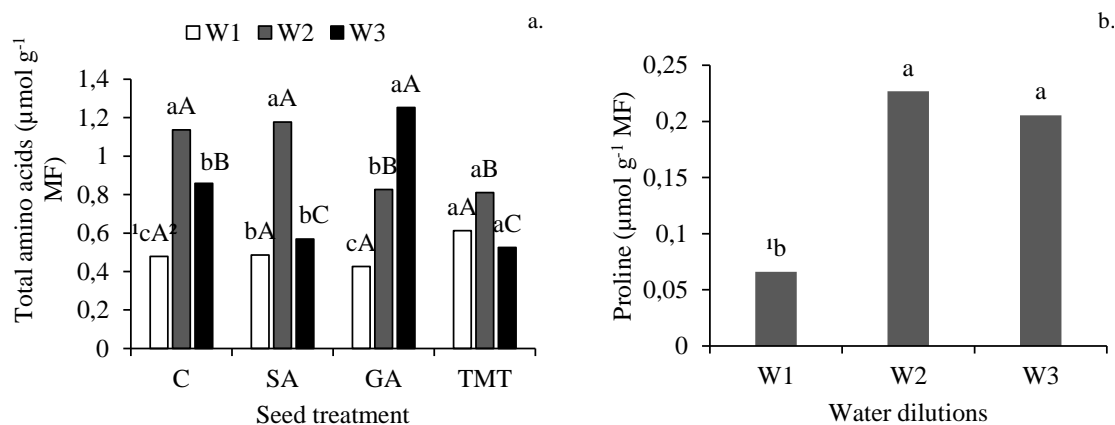 W1 W2 W3
a.
Total amino acids (µmol g⁻¹
MF)
1,4
1,2
1
0,8
0,6
0,4
0,2
0
¹cA²
aA
bB
bA
aA
bC
cA
bB
aA
aA
aB
aC
C SA GA TMT
Seed treatment
b.
Proline (µmol g⁻¹ MF)
0,25
0,2
0,15
0,1
0,05
0
¹b
a
a
W1 W2 W3
Water dilutions